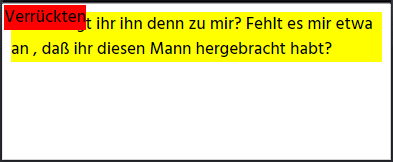 Verrückten
gt ihr ihn denn zu mir? Fehlt es mir etwa
an , daß ihr diesen Mann hergebracht habt?